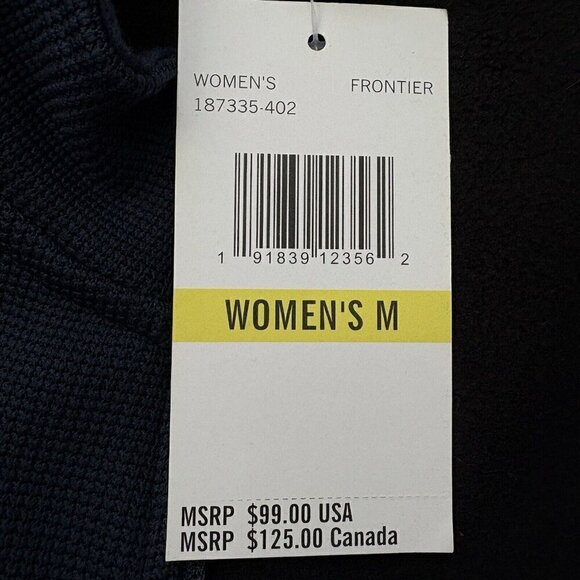 WOMEN'S FRONTIER
187335-402
1 91839 12356 2
WOMEN'S M
MSRP $99.00 USA
MSRP $125.00 Canada